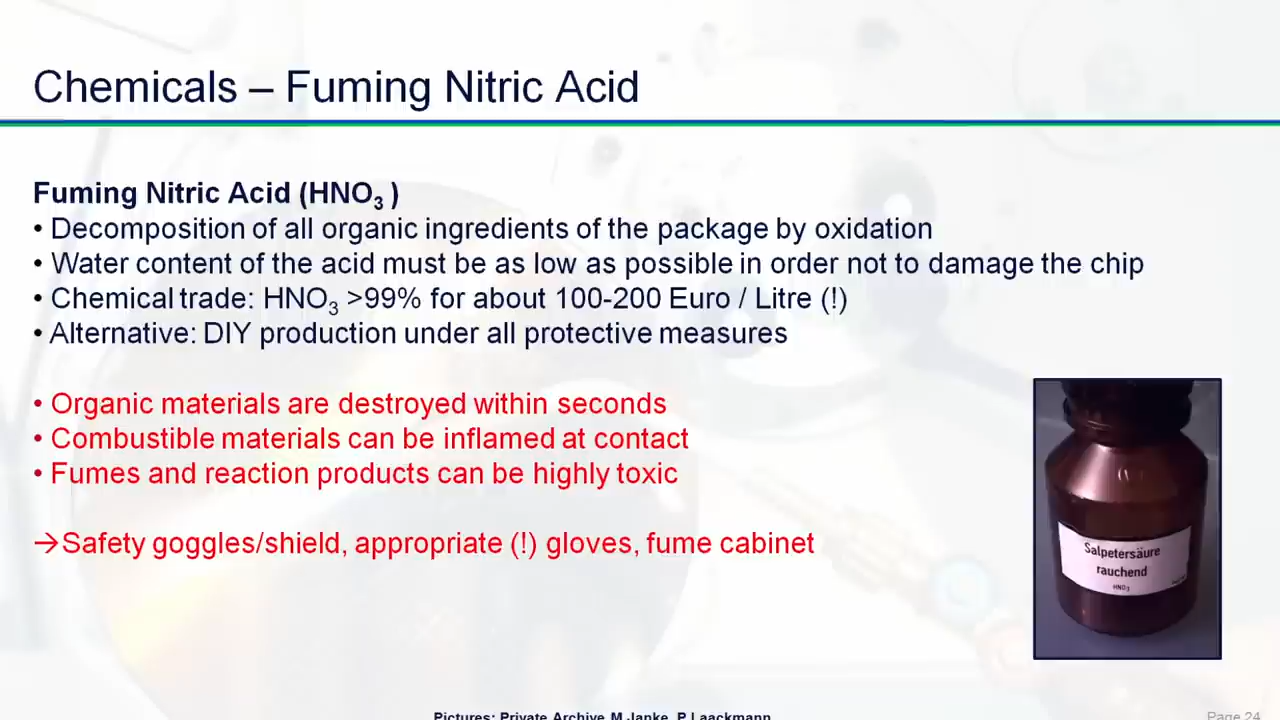 Chemicals – Fuming Nitric Acid
Fuming Nitric Acid (HNO₃ )
• Decomposition of all organic ingredients of the package by oxidation
• Water content of the acid must be as low as possible in order not to damage the chip
• Chemical trade: HNO₃ >99% for about 100-200 Euro / Litre (!)
• Alternative: DIY production under all protective measures
• Organic materials are destroyed within seconds
• Combustible materials can be inflamed at contact
• Fumes and reaction products can be highly toxic
→Safety goggles/shield, appropriate (!) gloves, fume cabinet
Salpetersäure
rauchend
HNO₃
Pictures: Private Archive M.Janke, P.Laackmann
Page 24